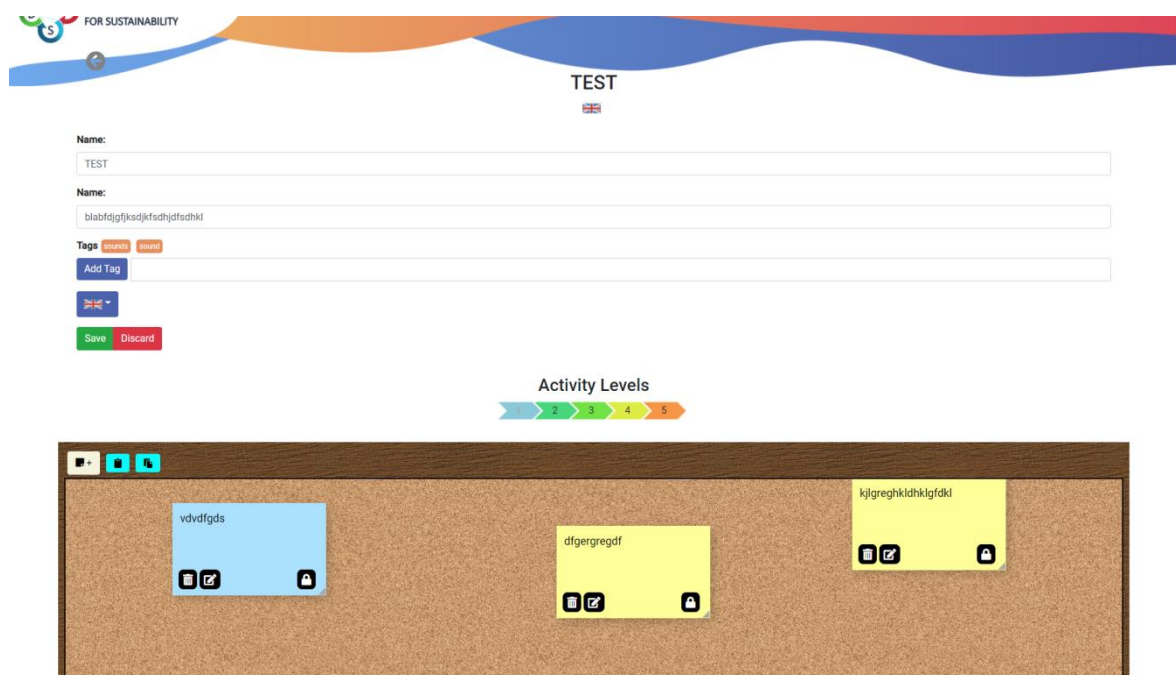 S
FOR SUSTAINABILITY
TEST
Name:
TEST
Name:
blabfdjgfjksdjkfsdhjdfsdhkl
Tags sounds sound
Add Tag
Save Discard
Activity Levels
1 2 3 4 5
+
vdvdfgds
dfgergregdf
kjlgreghkldhklgfdkl